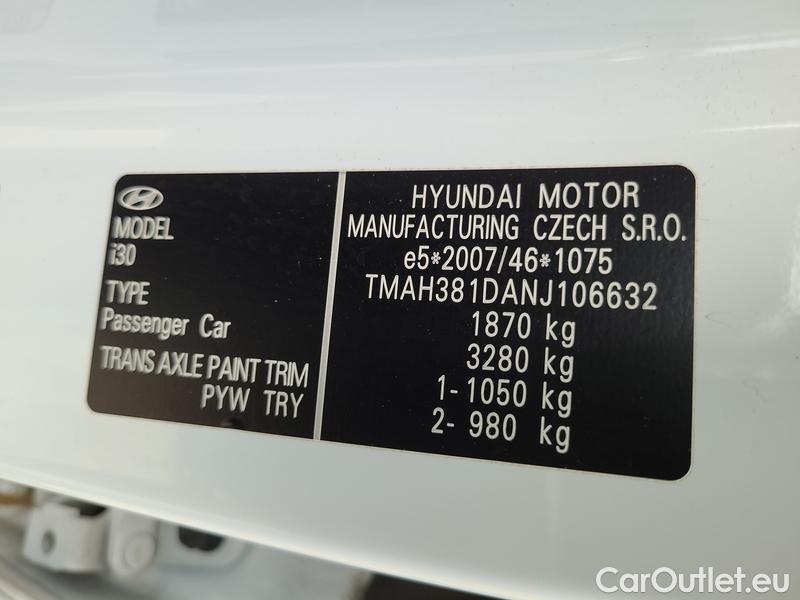 MODEL
i30
TYPE
Passenger Car
TRANS AXLE PAINT TRIM
PYW TRY
HYUNDAI MOTOR
MANUFACTURING CZECH S.R.O.
e5*2007/46*1075
TMAH381DANJ106632
1870 kg
3280 kg
1- 1050 kg
2- 980 kg
CarOutlet.eu